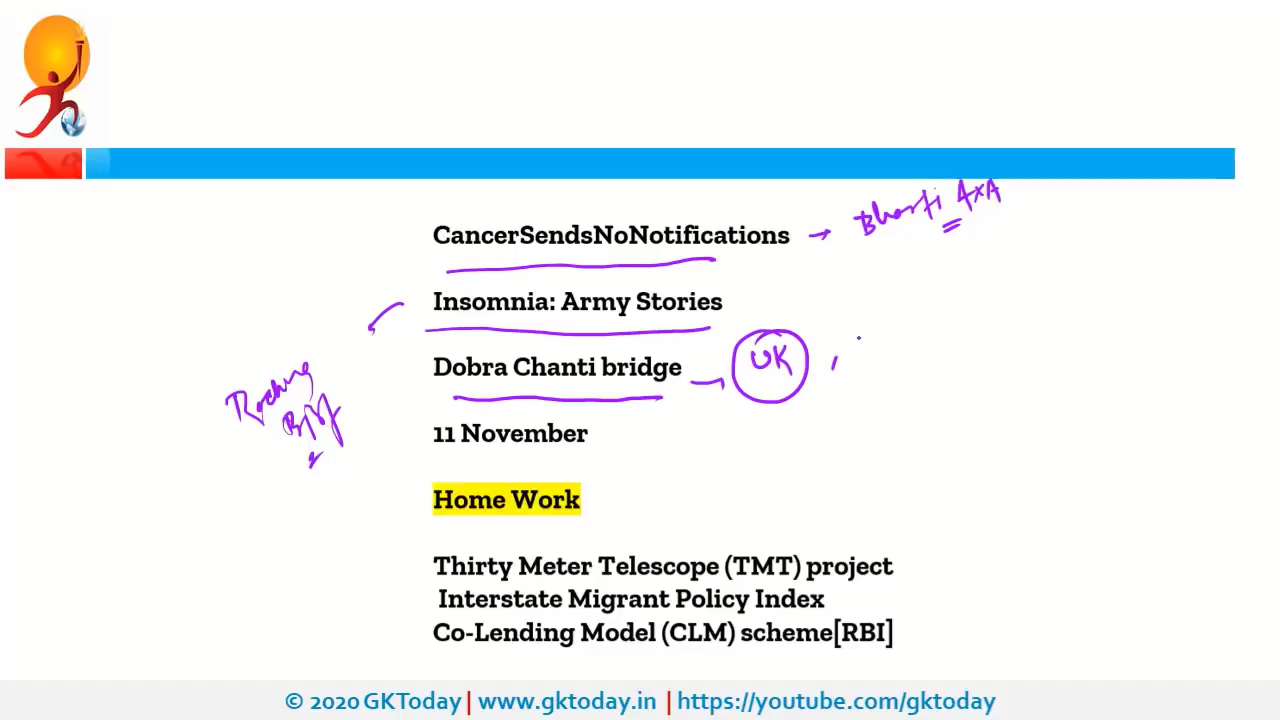 CancerSendsNoNotifications → Bharti AXA
Insomnia: Army Stories
Dobra Chanti bridge → UK
11 November
Home Work
Thirty Meter Telescope (TMT) project
Interstate Migrant Policy Index
Co-Lending Model (CLM) scheme[RBI]
© 2020 GKToday | www.gktoday.in | https://youtube.com/gktoday